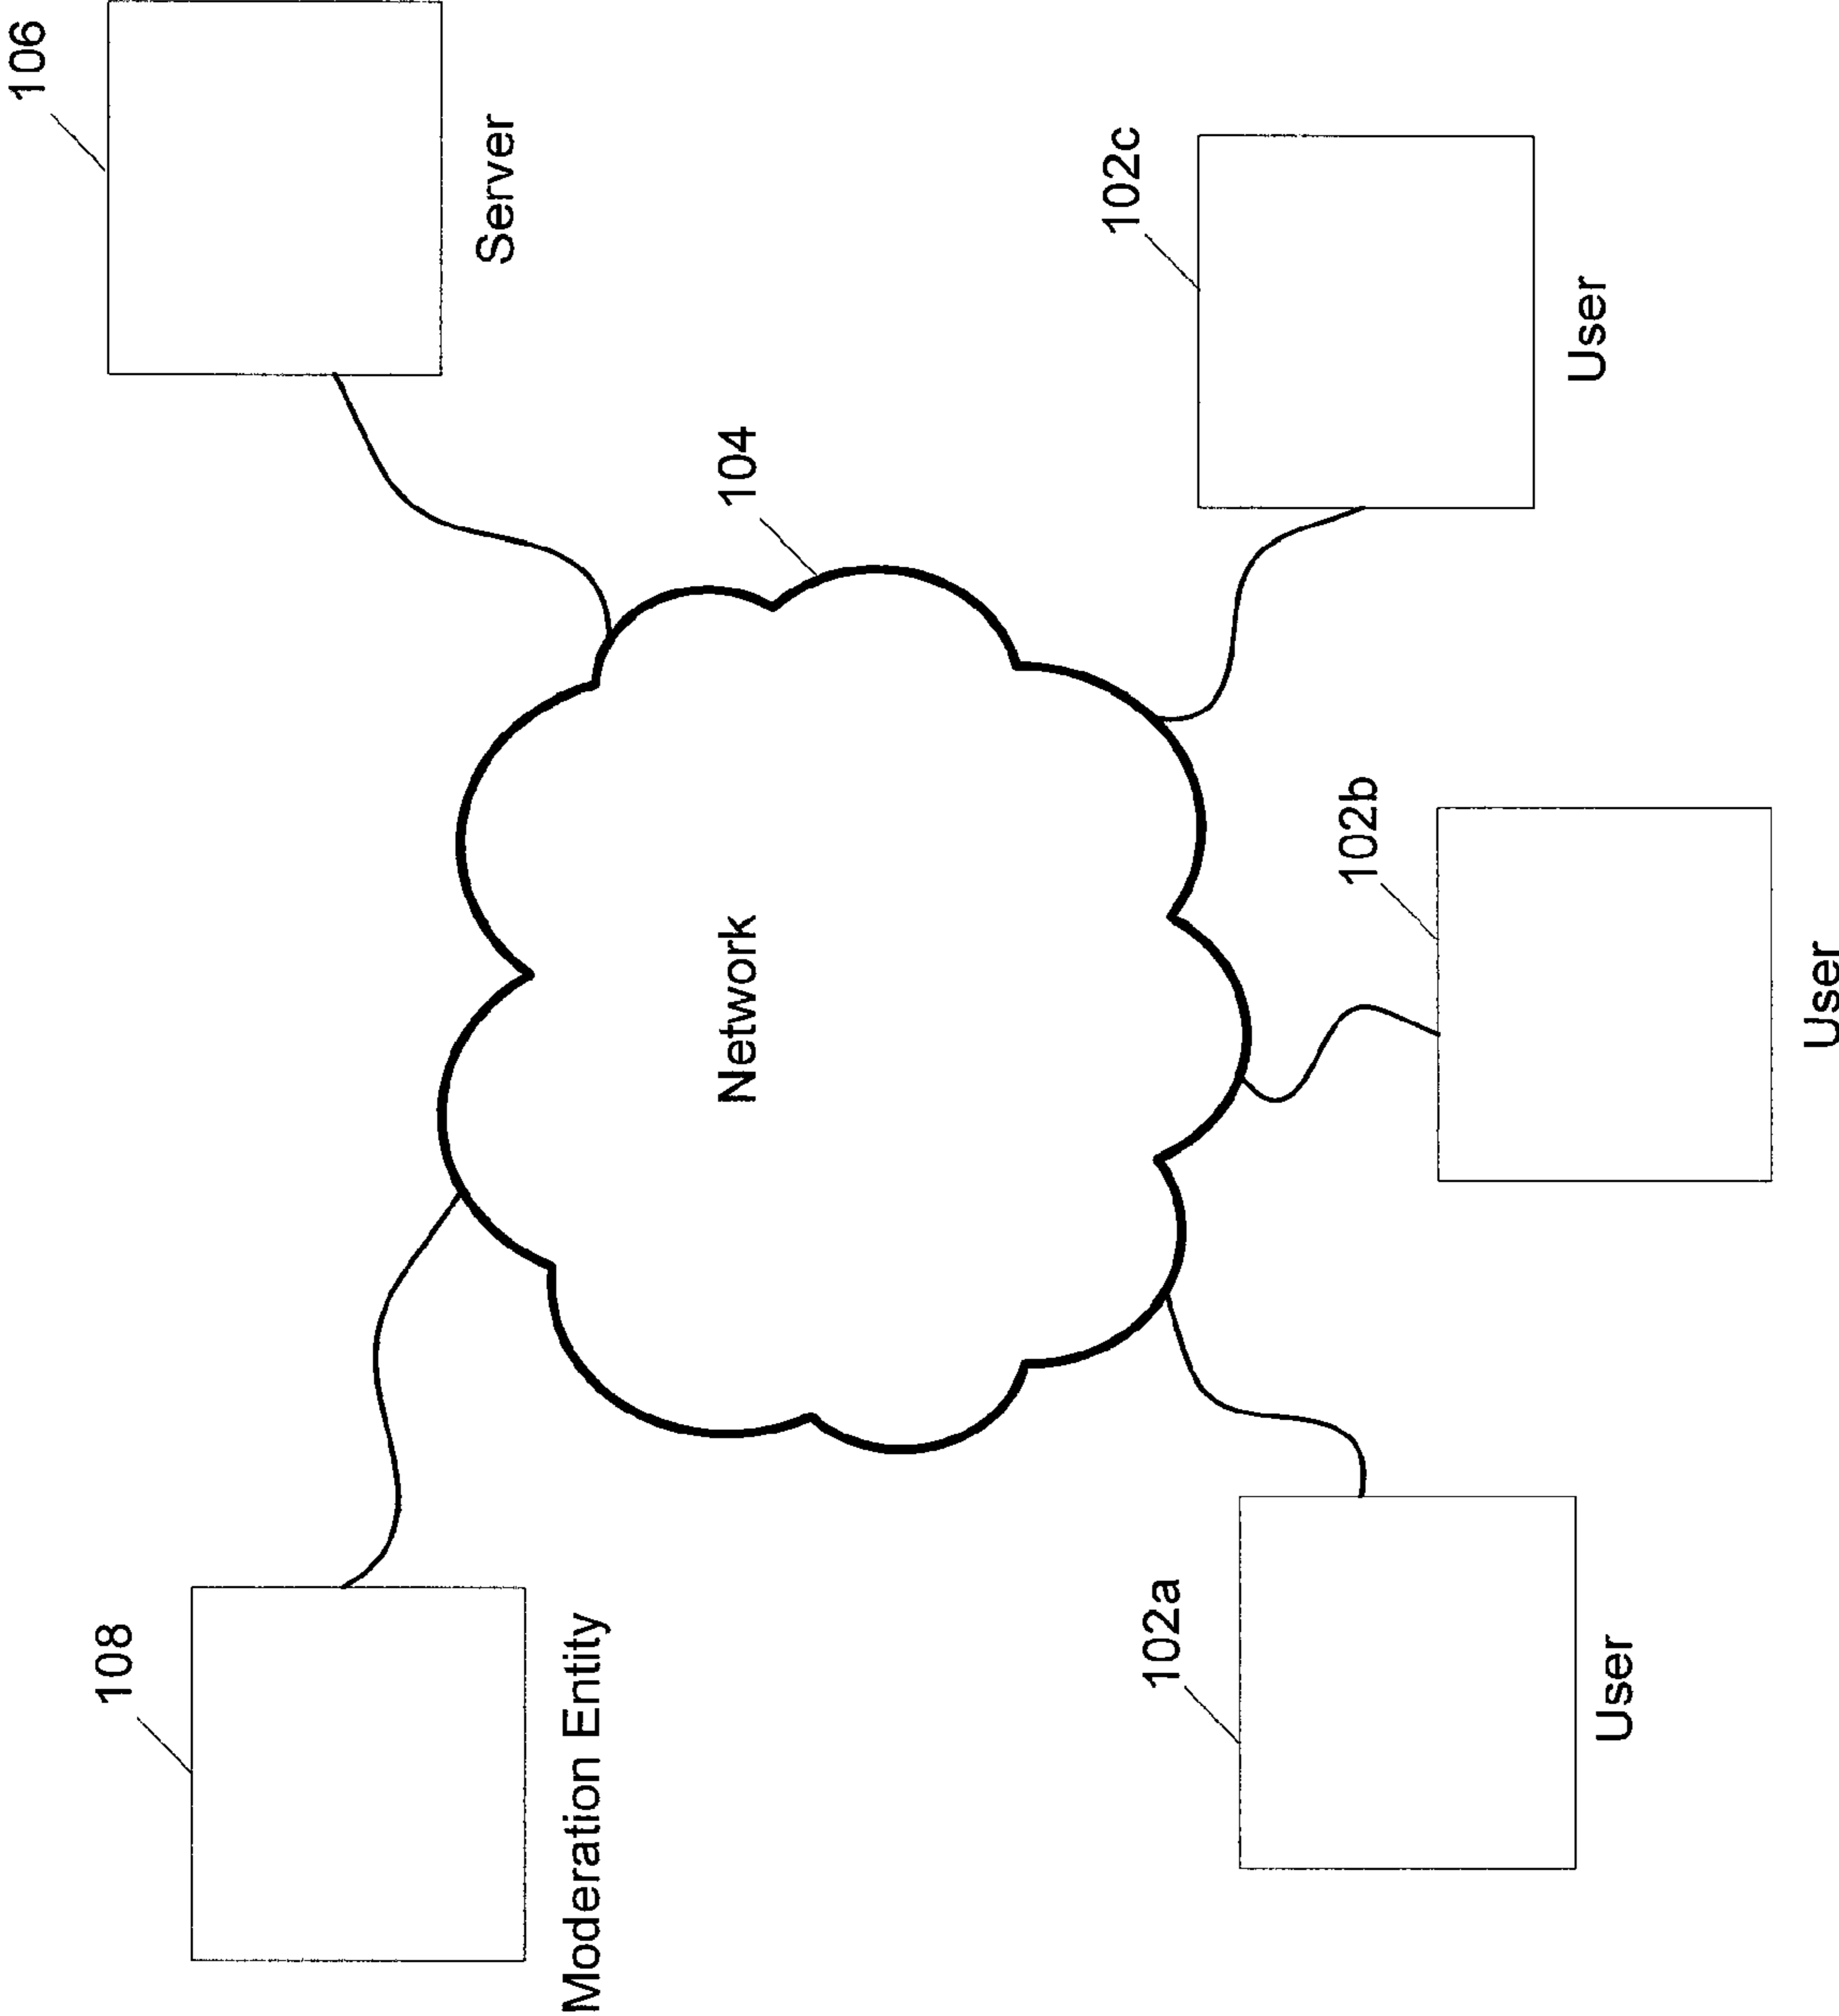 106
108
Server
Moderation Entity
104
Network
102c
102a
User
102b
User
User